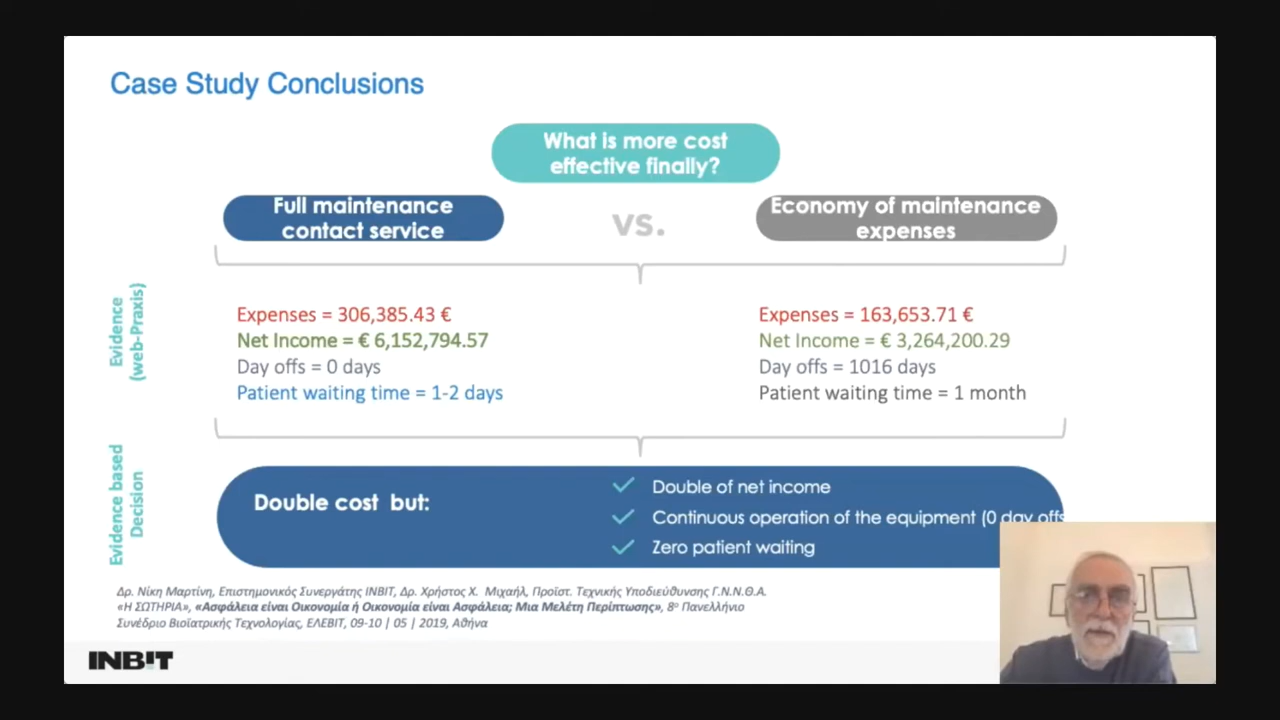 Case Study Conclusions
What is more cost
effective finally?
Full maintenance
contact service
vs.
Economy of maintenance
expenses
Evidence
(web-Praxis)
Expenses = 306,385.43 €
Net Income = € 6,152,794.57
Day offs = 0 days
Patient waiting time = 1-2 days
Expenses = 163,653.71 €
Net Income = € 3,264,200.29
Day offs = 1016 days
Patient waiting time = 1 month
Evidence based
Decision
Double cost but:
Double of net income
Continuous operation of the equipment (0 day offs
Zero patient waiting
Δρ. Νίκη Μαρτίνη, Επιστημονικός Συνεργάτης ΙΝΒΙΤ, Δρ. Χρήστος Χ. Μιχαήλ, Προϊστ. Τεχνικής Υποδιεύθυνσης Γ.Ν.Ν.Θ.Α.
«Η ΣΩΤΗΡΙΑ», «Ασφάλεια είναι Οικονομία ή Οικονομία είναι Ασφάλεια; Μια Μελέτη Περίπτωσης», 8ο Πανελλήνιο
Συνέδριο Βιοϊατρικής Τεχνολογίας, ΕΛΕΒΙΤ, 09-10 | 05 | 2019, Αθήνα
INBIT